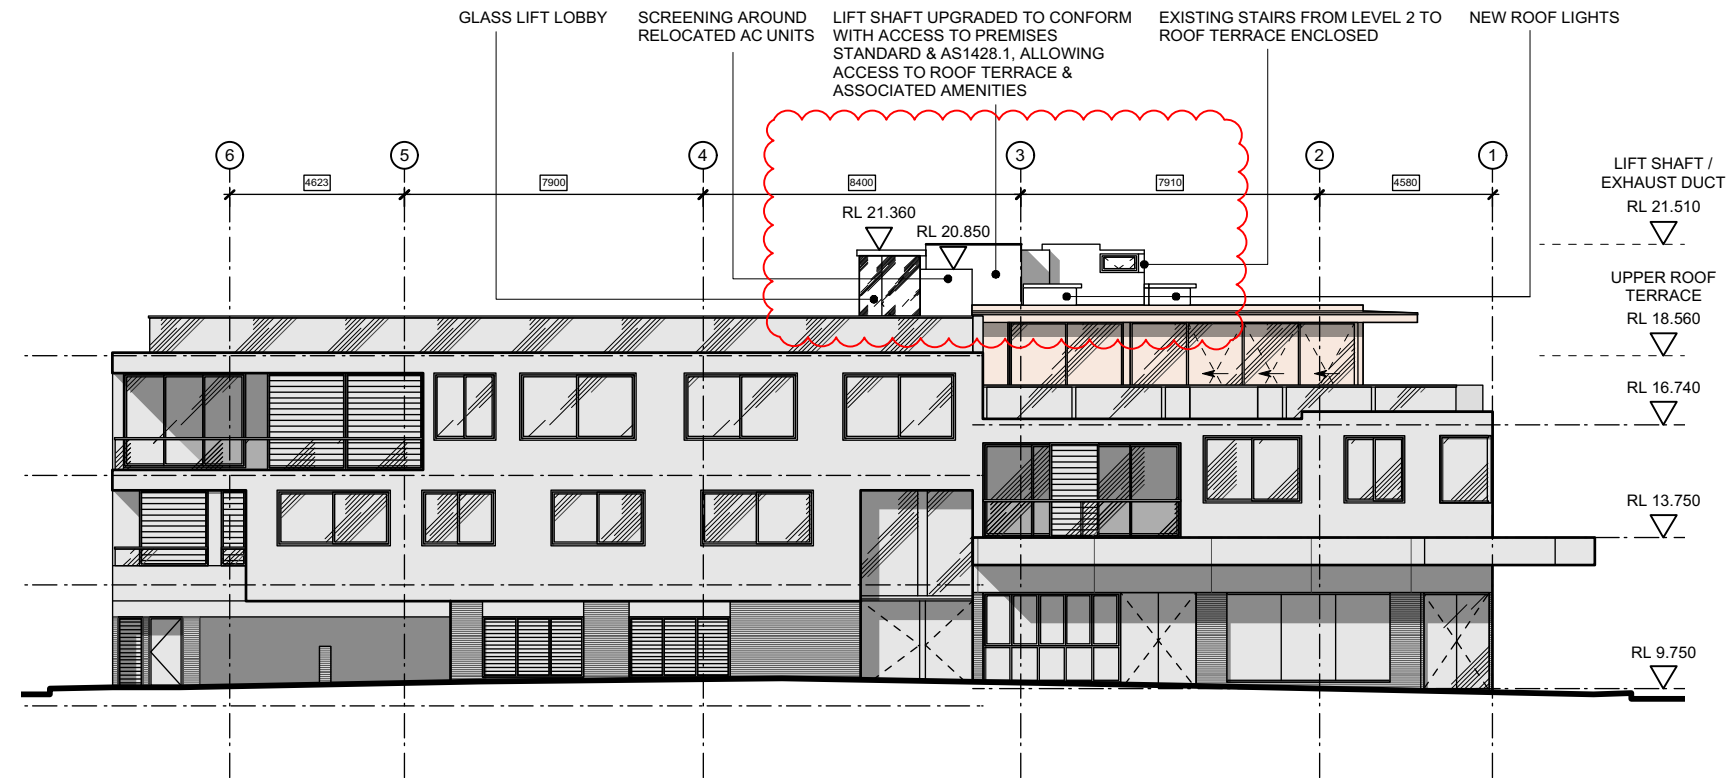 GLASS LIFT LOBBY
SCREENING AROUND
RELOCATED AC UNITS
LIFT SHAFT UPGRADED TO CONFORM
WITH ACCESS TO PREMISES
STANDARD & AS1428.1, ALLOWING
ACCESS TO ROOF TERRACE &
ASSOCIATED AMENITIES
EXISTING STAIRS FROM LEVEL 2 TO
ROOF TERRACE ENCLOSED
NEW ROOF LIGHTS
6
5
4
3
2
1
4623
7900
8400
7910
4580
LIFT SHAFT /
EXHAUST DUCT
RL 21.510
RL 21.360
RL 20.850
UPPER ROOF
TERRACE
RL 18.560
RL 16.740
RL 13.750
RL 9.750